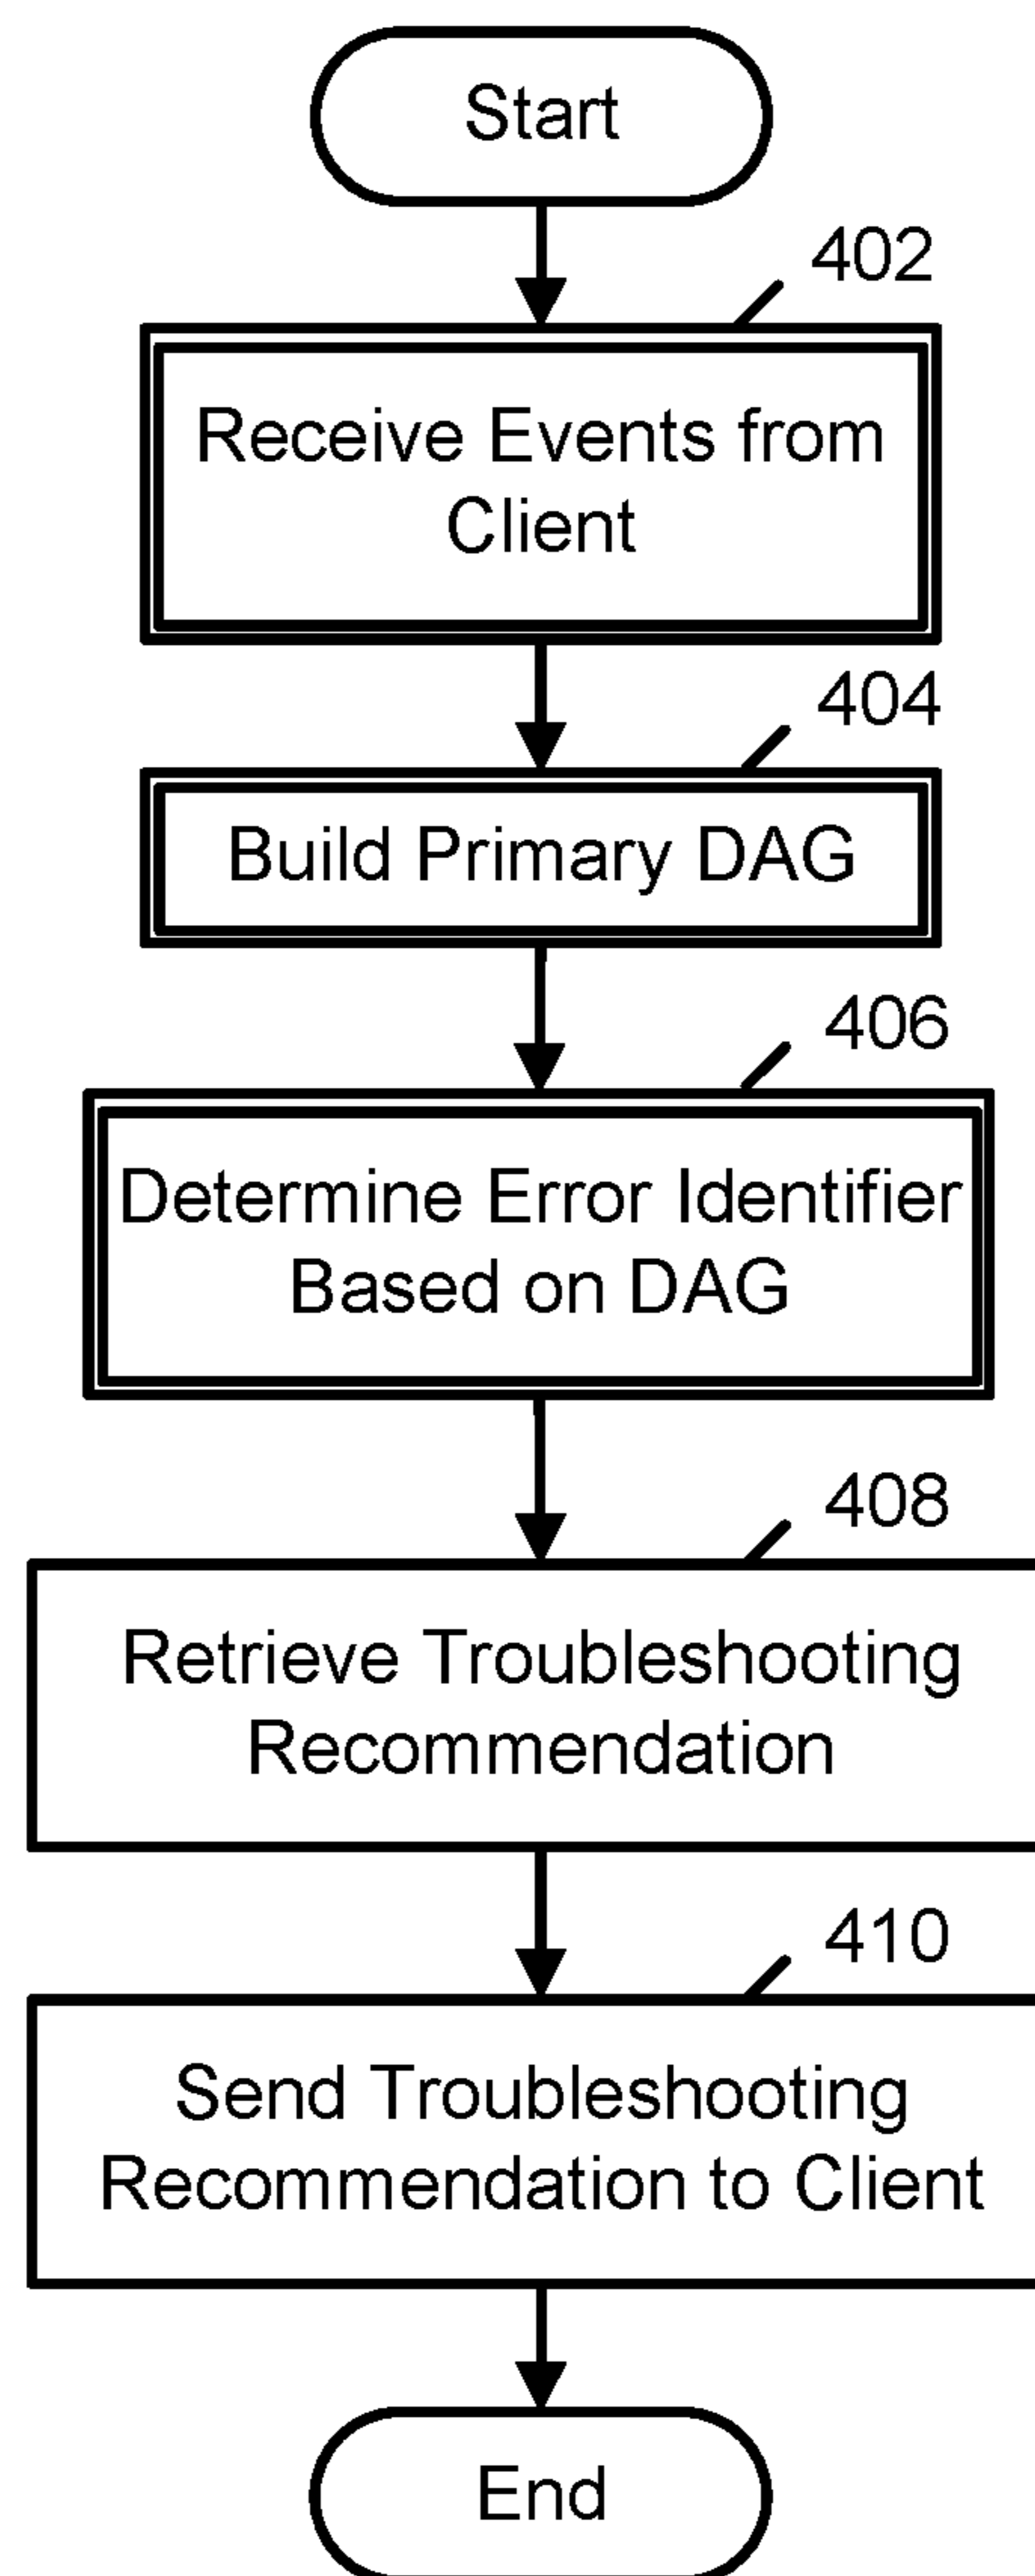 Start
402
Receive Events from
Client
404
Build Primary DAG
406
Determine Error Identifier
Based on DAG
408
Retrieve Troubleshooting
Recommendation
410
Send Troubleshooting
Recommendation to Client
End